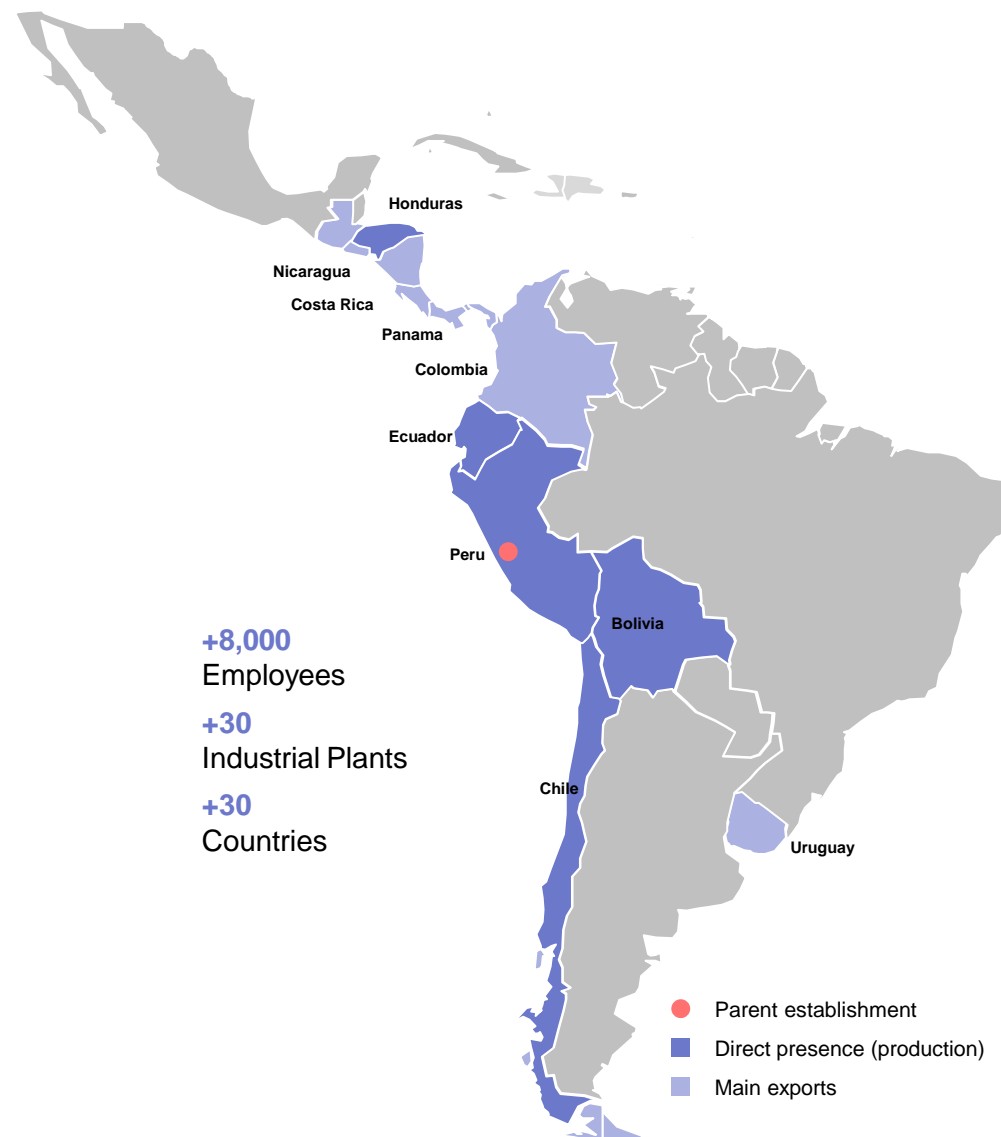 Honduras
Nicaragua
Costa Rica
Panama
Colombia
Ecuador
Peru
Bolivia
+8,000
Employees
+30
Industrial Plants
+30
Countries
Chile
Uruguay
Parent establishment
Direct presence (production)
Main exports